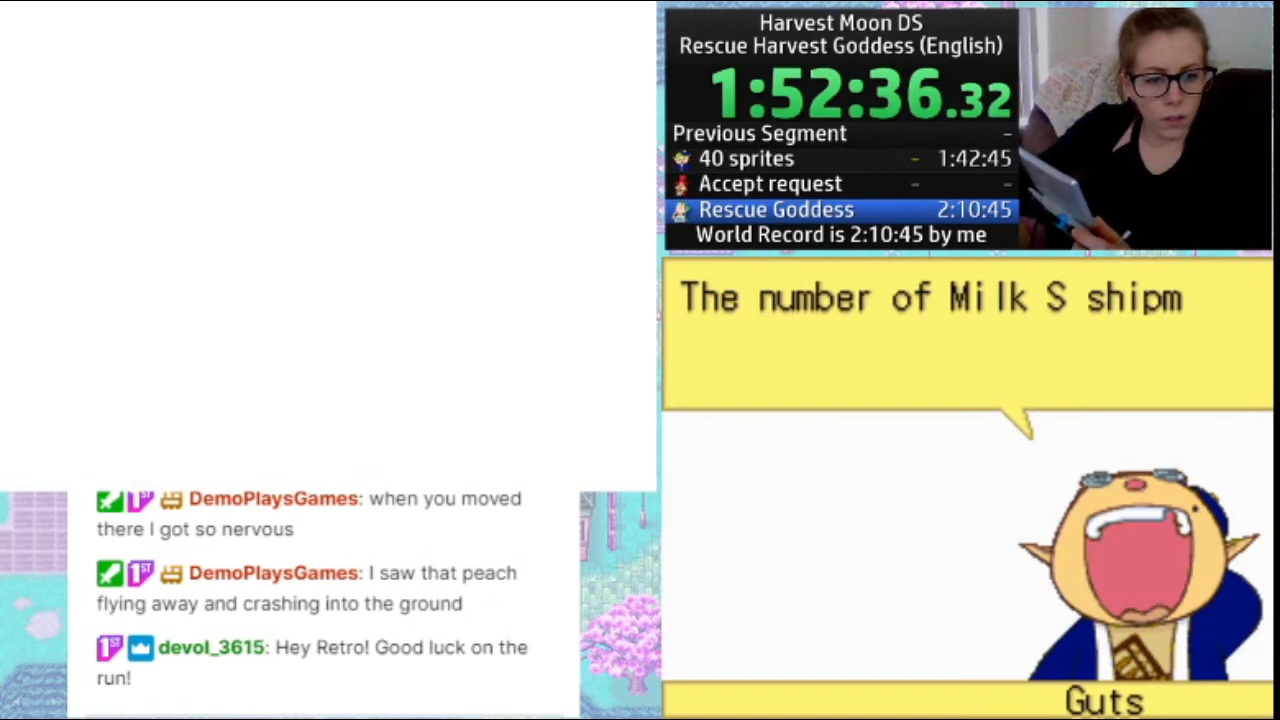 Harvest Moon DS
Rescue Harvest Goddess (English)
1:52:36.32
Previous Segment -
40 sprites - 1:42:45
Accept request - -
Rescue Goddess 2:10:45
World Record is 2:10:45 by me
The number of Milk S shipm
Guts
1ST DemoPlaysGames: when you moved
there I got so nervous
1ST DemoPlaysGames: I saw that peach
flying away and crashing into the ground
1ST devol_3615: Hey Retro! Good luck on the
run!